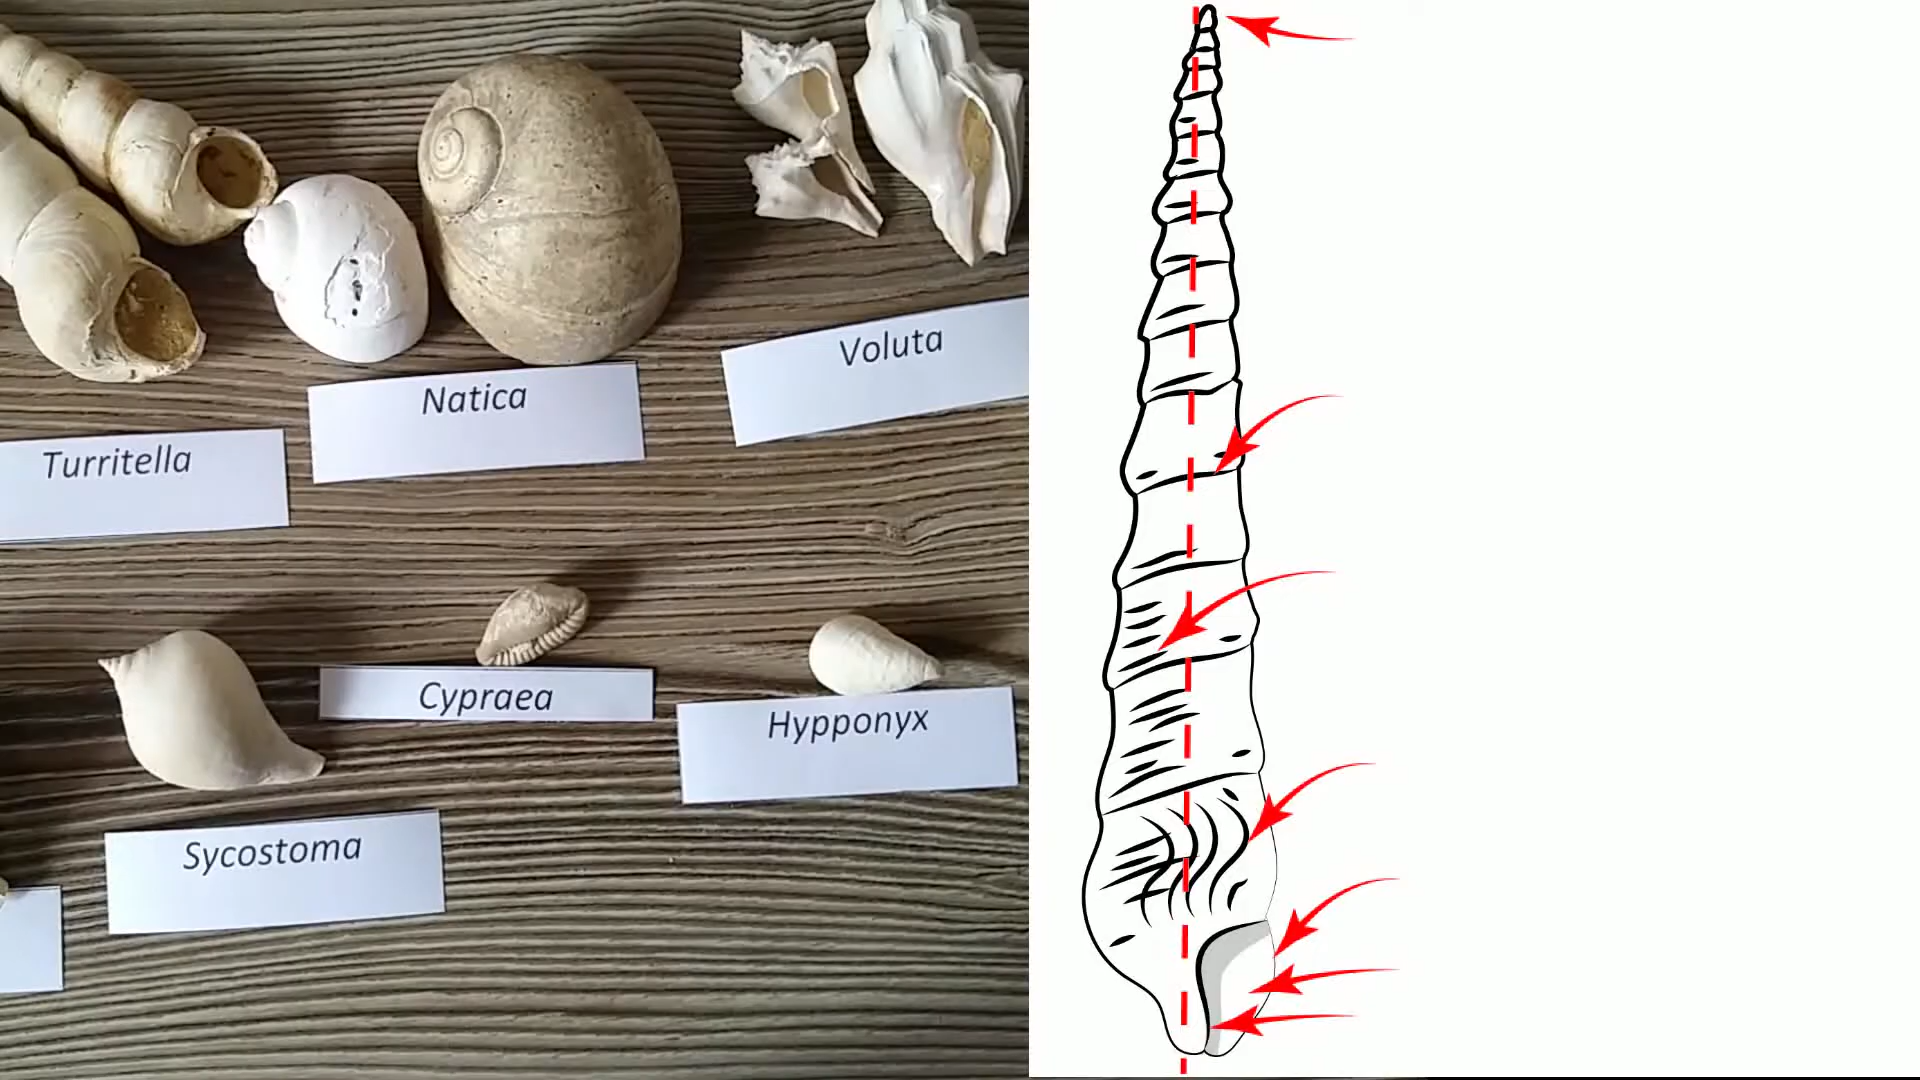 Voluta
Natica
Turritella
Cypraea
Hypponyx
Sycostoma